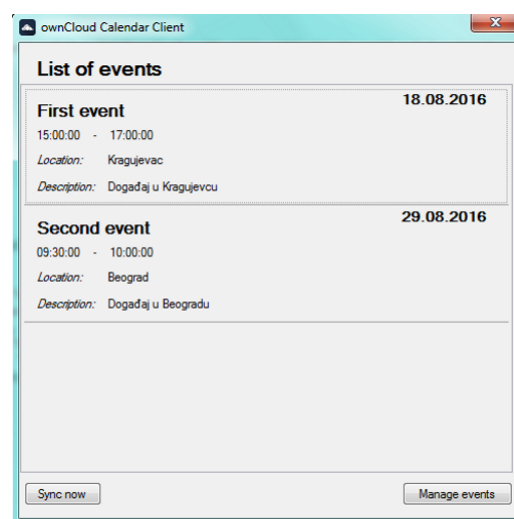 ownCloud Calendar Client
x
List of events
First event 18.08.2016
15:00:00 - 17:00:00
Location: Kragujevac
Description: Događaj u Kragujevcu
Second event 29.08.2016
09:30:00 - 10:00:00
Location: Beograd
Description: Događaj u Beogradu
Sync now Manage events